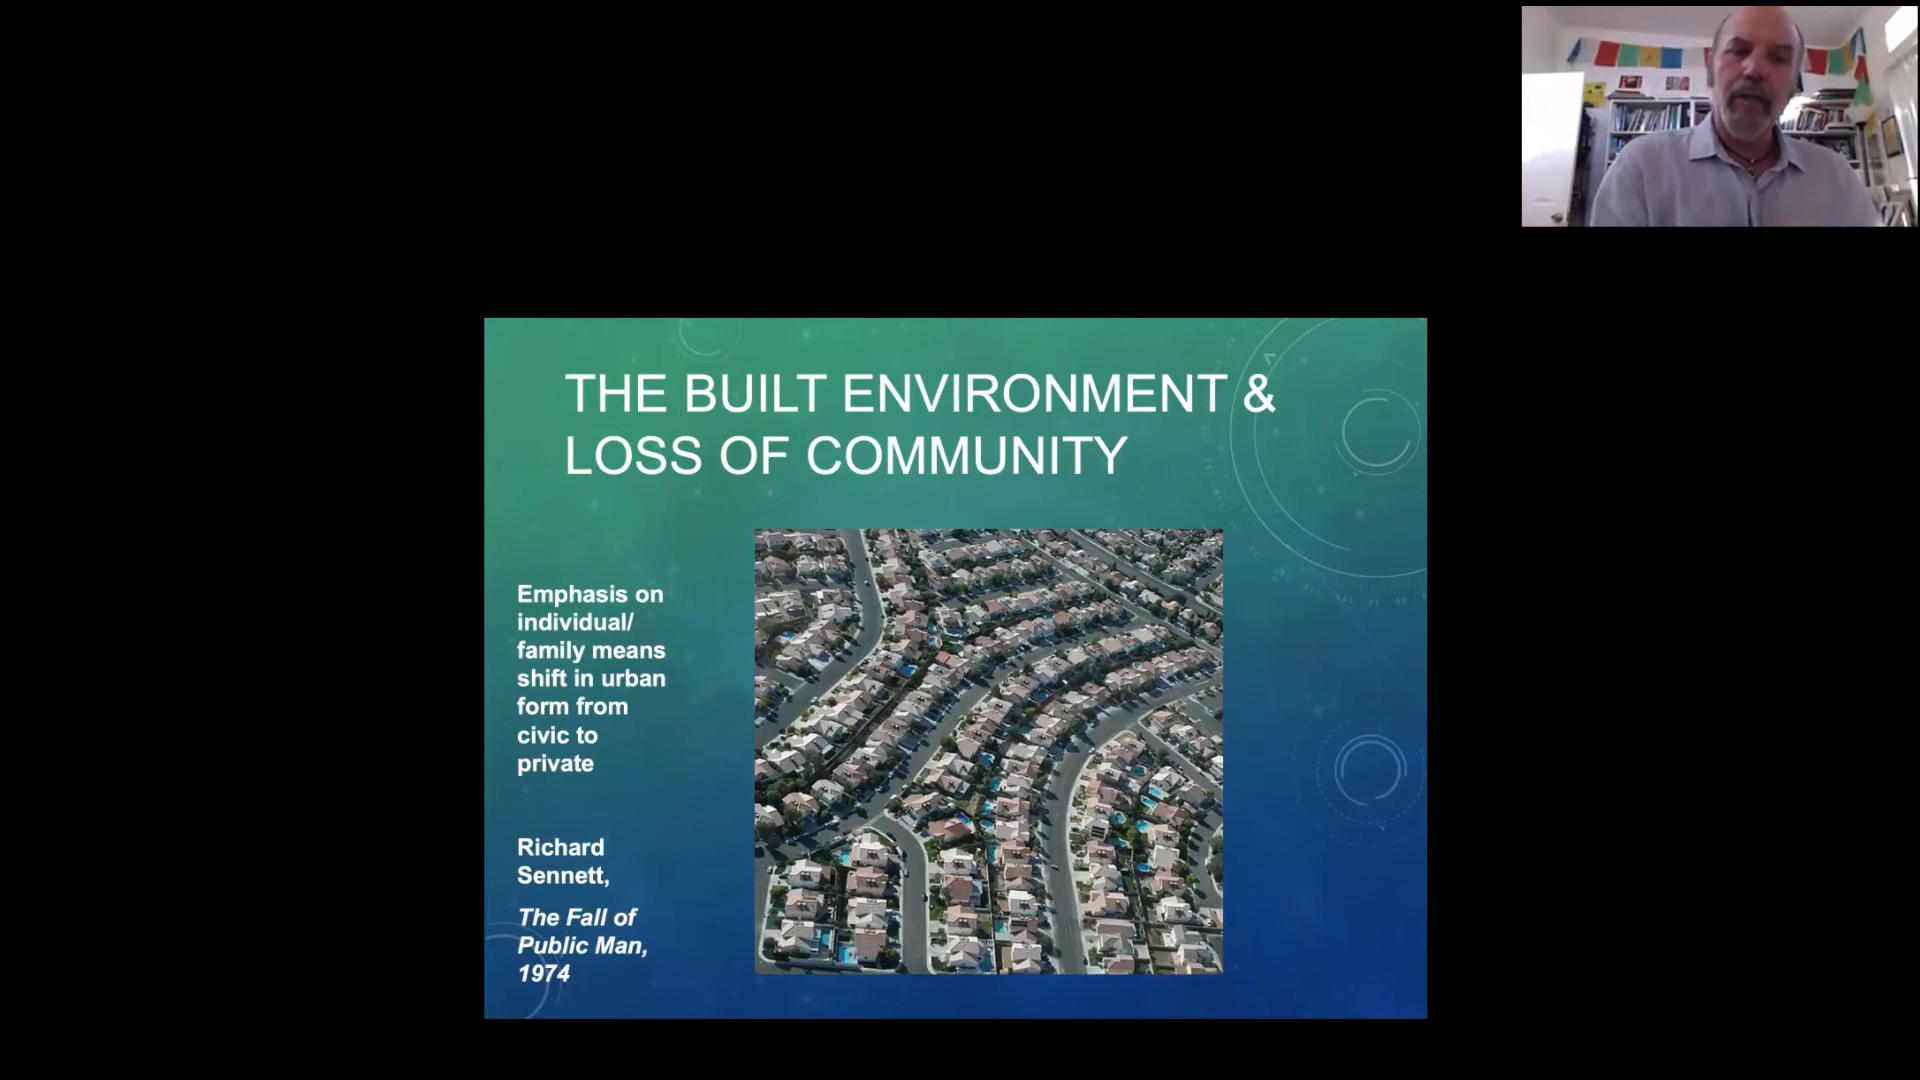 THE BUILT ENVIRONMENT &
LOSS OF COMMUNITY
Emphasis on
individual/
family means
shift in urban
form from
civic to
private
Richard
Sennett,
The Fall of
Public Man,
1974